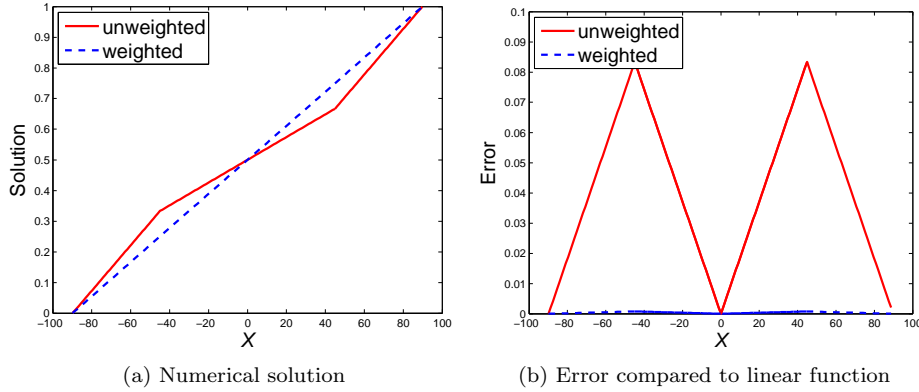 unweighted
weighted
1
0.9
0.8
0.7
0.6
0.5
0.4
0.3
0.2
0.1
0
Solution
−100 −80 −60 −40 −20 0 20 40 60 80 100
X
(a) Numerical solution
unweighted
weighted
0.1
0.09
0.08
0.07
0.06
0.05
0.04
0.03
0.02
0.01
0
Error
−100 −80 −60 −40 −20 0 20 40 60 80 100
X
(b) Error compared to linear function